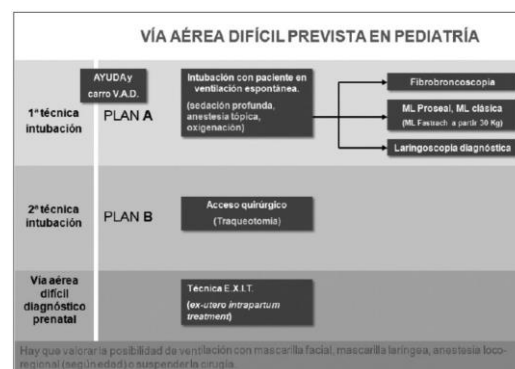 VÍA AÉREA DIFÍCIL PREVISTA EN PEDIATRÍA
AYUDA y
carro V.A.D.
1ª técnica
intubación
PLAN A
Intubación con paciente en
ventilación espontánea.
(sedación profunda,
anestesia tópica,
oxigenación)
Fibrobroncoscopia
ML Proseal, ML clásica
(ML Fastrach a partir 30 Kg)
Laringoscopia diagnóstica
2ª técnica
intubación
PLAN B
Acceso quirúrgico
(Traqueotomía)
Vía aérea
difícil
diagnóstico
prenatal
Técnica E.X.I.T.
(ex-utero intrapartum
treatment)
Hay que valorar la posibilidad de ventilación con mascarilla facial, mascarilla laríngea, anestesia loco-
regional (según edad) o suspender la cirugía.